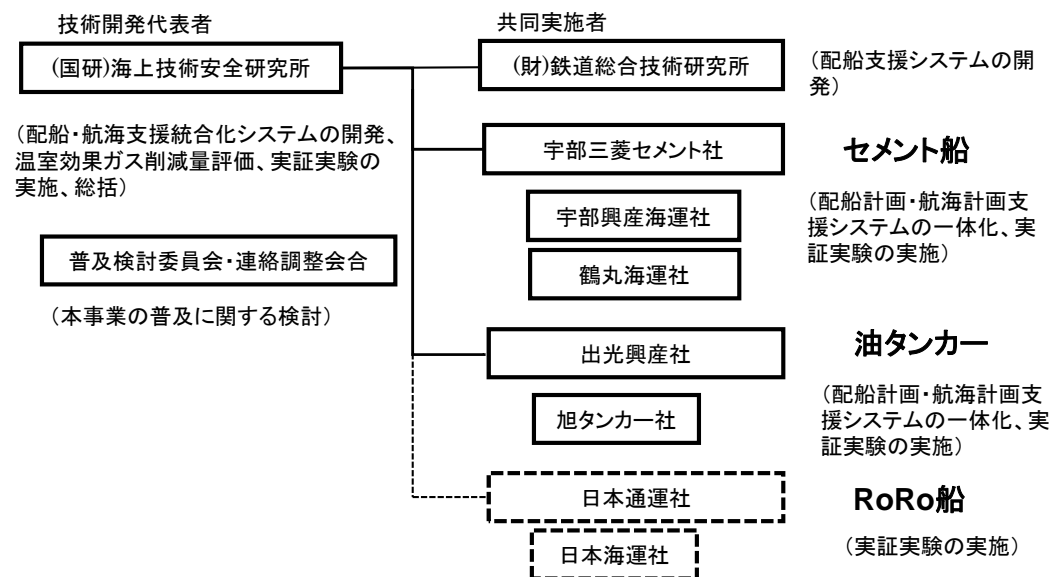 技術開発代表者
(国研)海上技術安全研究所
(配船・航海支援統合化システムの開発、
温室効果ガス削減量評価、実証実験の
実施、総括)
普及検討委員会・連絡調整会合
(本事業の普及に関する検討)
共同実施者
(財)鉄道総合技術研究所
(配船支援システムの開
発)
宇部三菱セメント社
セメント船
宇部興産海運社
鶴丸海運社
(配船計画・航海計画支
援システムの一体化、実
証実験の実施)
出光興産社
油タンカー
旭タンカー社
(配船計画・航海計画支
援システムの一体化、実
証実験の実施)
日本通運社
RoRo船
日本海運社
(実証実験の実施)